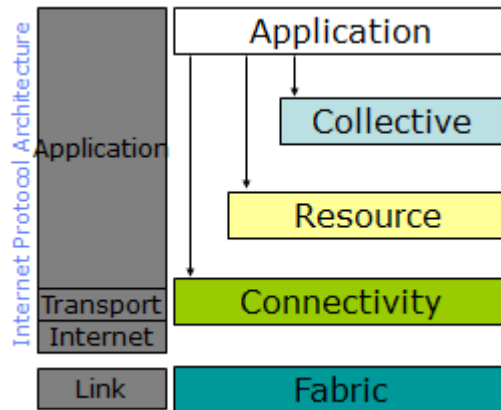 Internet Protocol Architecture
Application
Application
Collective
Resource
Transport
Connectivity
Internet
Link
Fabric